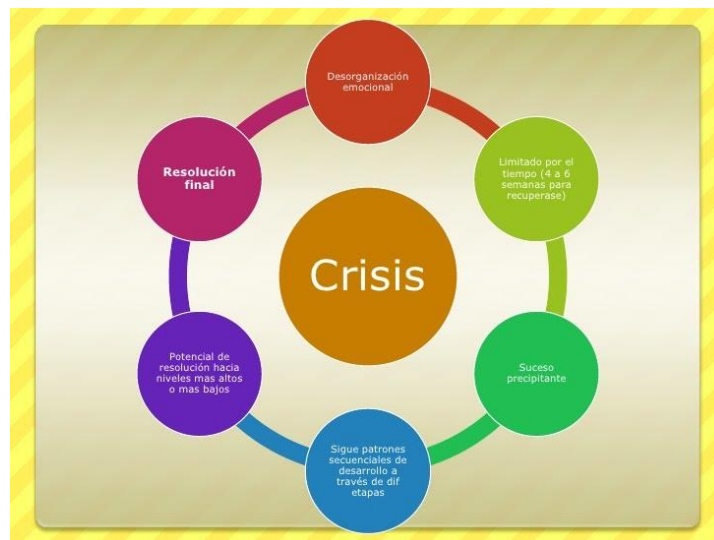 Desorganización
emocional
Limitado por el
tiempo (4 a 6
semanas para
recuperase)
Suceso
precipitante
Sigue patrones
secuenciales de
desarrollo a
través de dif
etapas
Potencial de
resolución hacia
niveles mas altos
o mas bajos
Resolución
final
Crisis